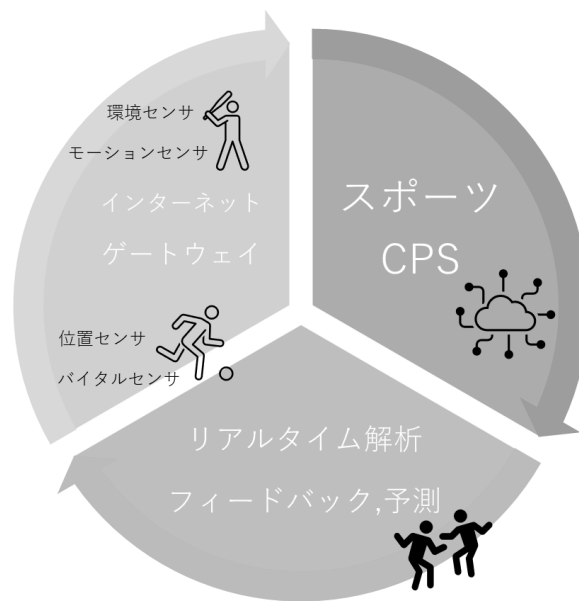 環境センサ
モーションセンサ
インターネット
ゲートウェイ
位置センサ
バイタルセンサ
スポーツ
CPS
リアルタイム解析
フィードバック,予測